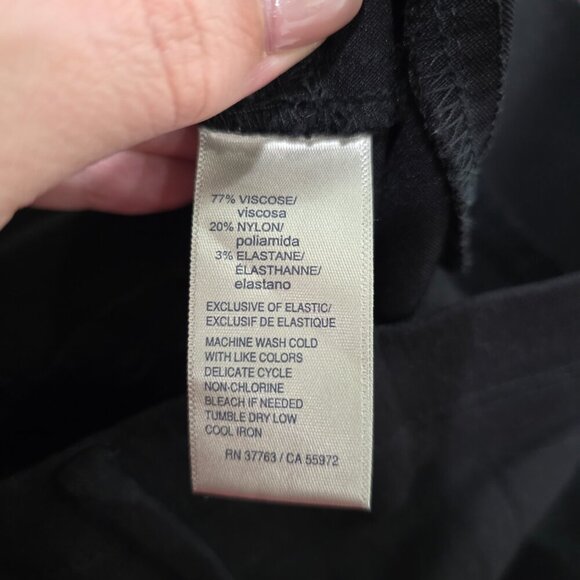 77% VISCOSE/
viscosa
20% NYLON/
poliamida
3% ELASTANE/
ÉLASTHANNE/
elastano
EXCLUSIVE OF ELASTIC/
EXCLUSIF DE ELASTIQUE
MACHINE WASH COLD
WITH LIKE COLORS
DELICATE CYCLE
NON-CHLORINE
BLEACH IF NEEDED
TUMBLE DRY LOW
COOL IRON
RN 37763 / CA 55972